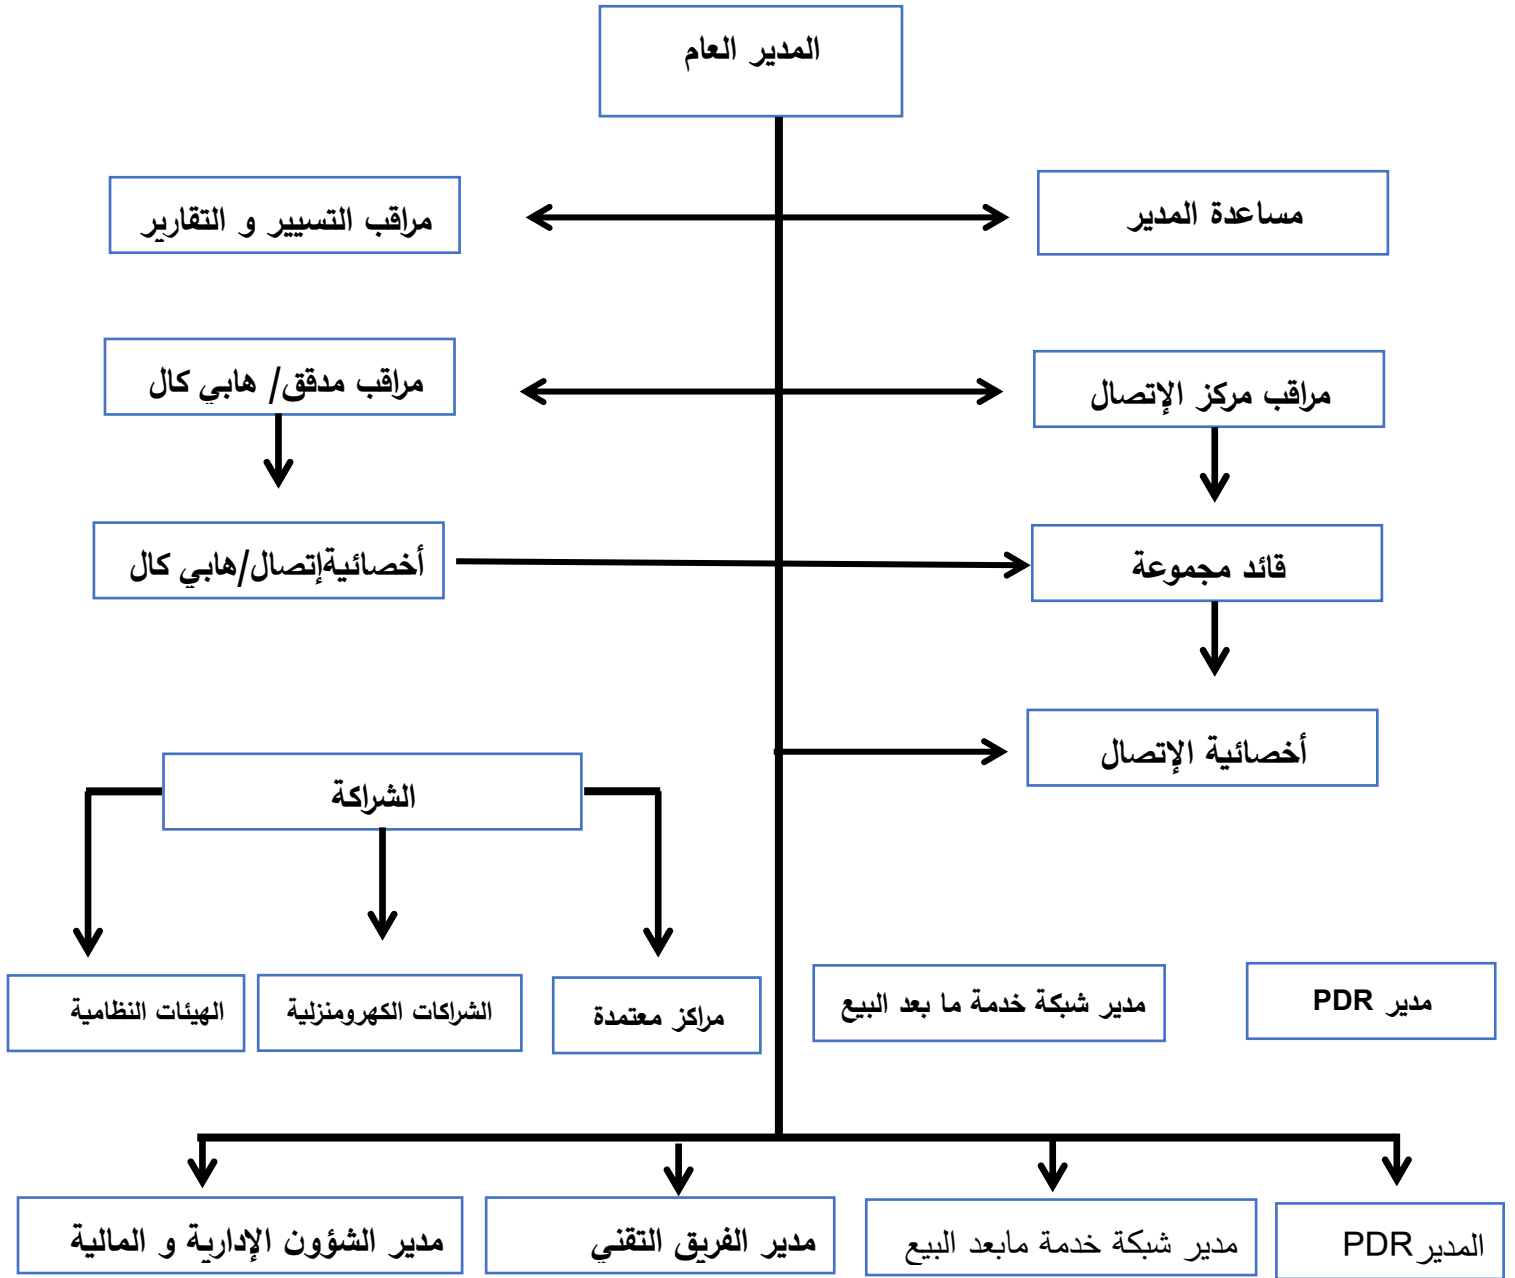 المدير العام
مساعدة المدير
مراقب التسيير و التقارير
مراقب مركز الإتصال
مراقب مدقق/ هابي كال
قائد مجموعة
أخصائيةإتصال/هابي كال
أخصائية الإتصال
الشراكة
مدير PDR
مدير شبكة خدمة ما بعد البيع
مراكز معتمدة
الشراكات الكهرومنزلية
الهيئات النظامية
المدير PDR
مدير شبكة خدمة مابعد البيع
مدير الفريق التقني
مدير الشؤون الإدارية و المالية